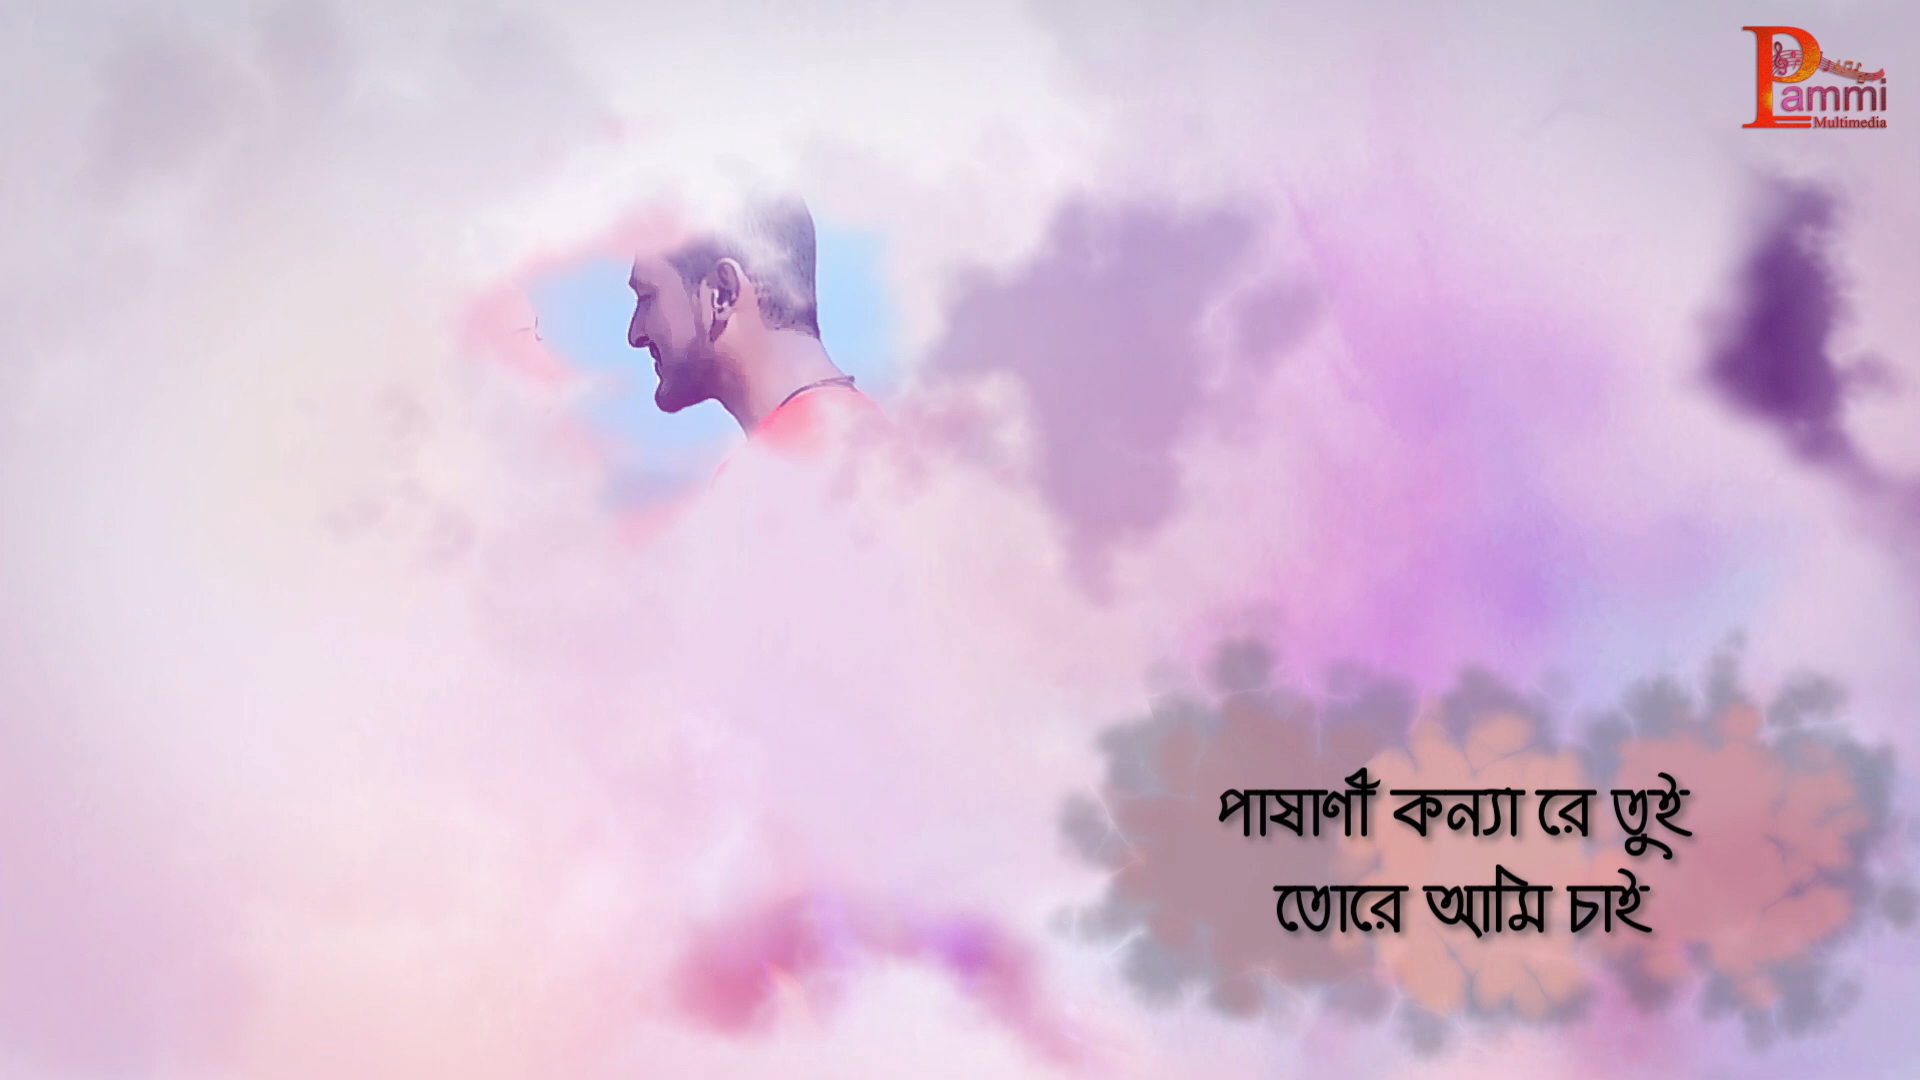 Pammi
Multimedia
পাষাণী কন্যা রে তুই
তোরে আমি চাই